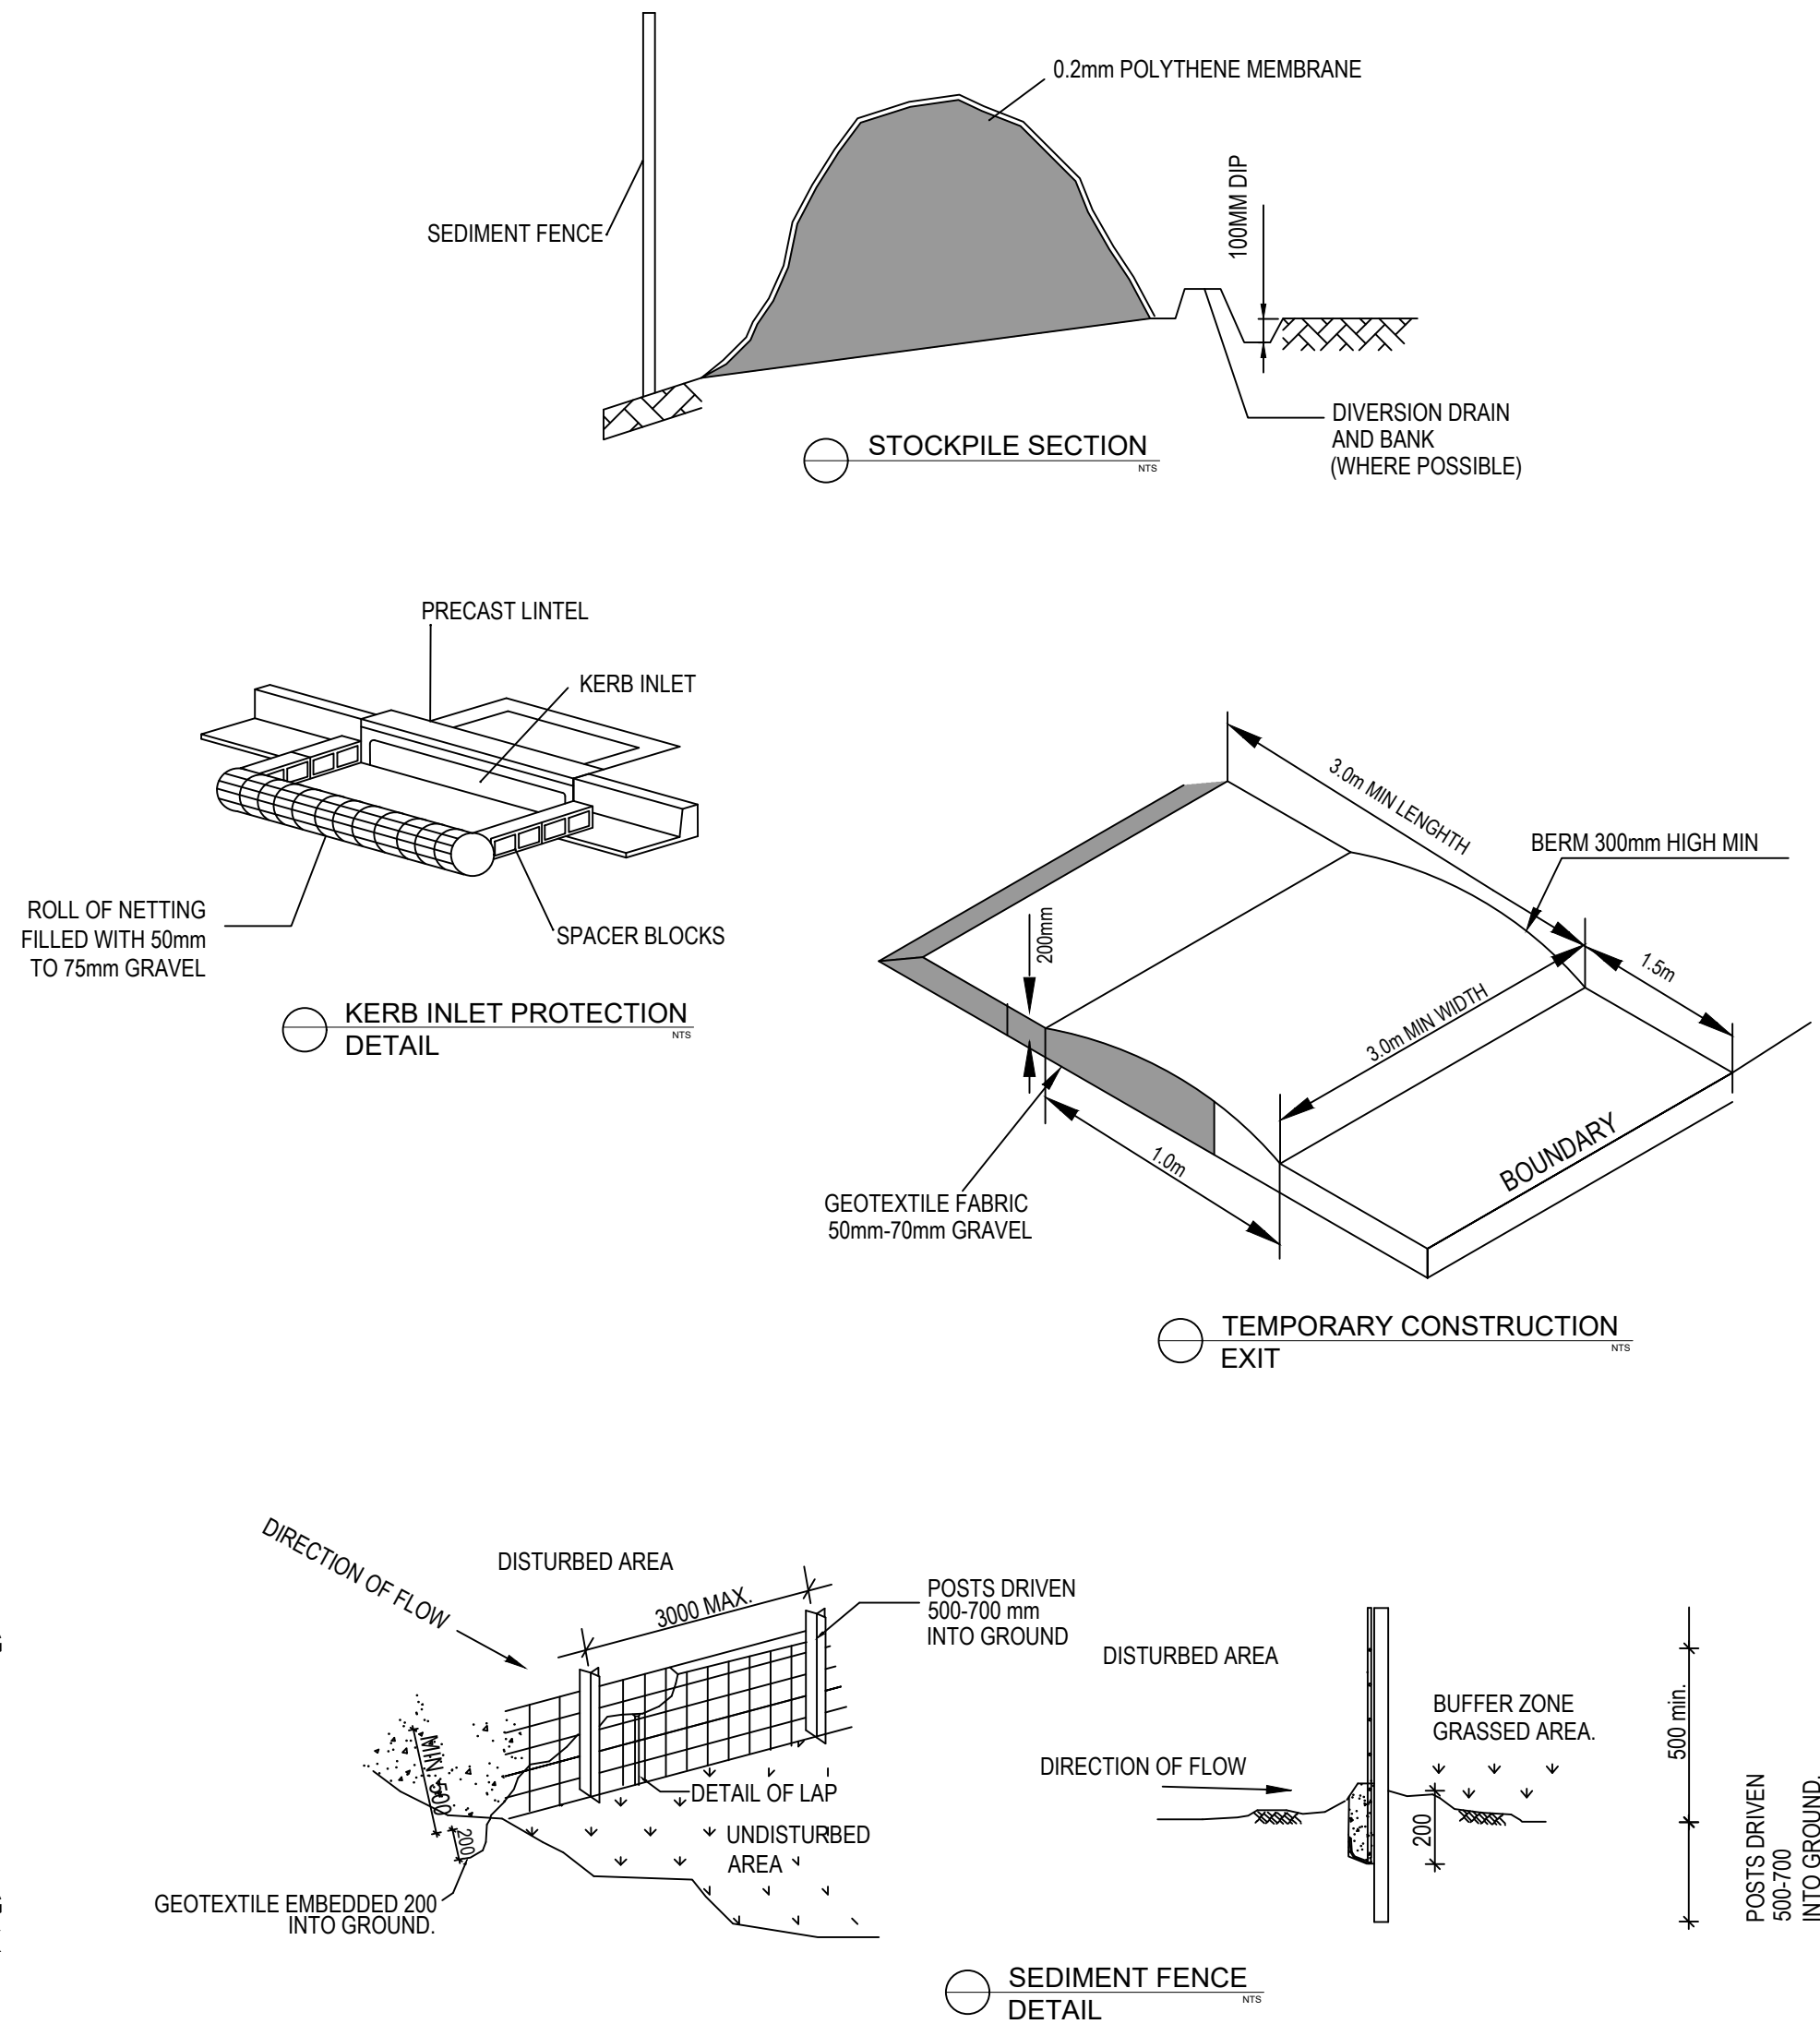 0.2mm POLYTHENE MEMBRANE
100MM DIP
SEDIMENT FENCE
DIVERSION DRAIN
AND BANK
(WHERE POSSIBLE)
STOCKPILE SECTION
NTS
PRECAST LINTEL
KERB INLET
ROLL OF NETTING
FILLED WITH 50mm
TO 75mm GRAVEL
SPACER BLOCKS
KERB INLET PROTECTION
NTS
DETAIL
3.0m MIN LENGHTH
BERM 300mm HIGH MIN
200mm
1.5m
3.0m MIN WIDTH
1.0m
BOUNDARY
GEOTEXTILE FABRIC
50mm-70mm GRAVEL
TEMPORARY CONSTRUCTION
NTS
EXIT
DIRECTION OF FLOW
DISTURBED AREA
3000 MAX.
POSTS DRIVEN
500-700 mm
INTO GROUND
MIN 500
200
DETAIL OF LAP
UNDISTURBED
AREA
GEOTEXTILE EMBEDDED 200
INTO GROUND.
DISTURBED AREA
BUFFER ZONE
GRASSED AREA.
DIRECTION OF FLOW
200
500 min.
POSTS DRIVEN
500-700
INTO GROUND.
SEDIMENT FENCE
NTS
DETAIL